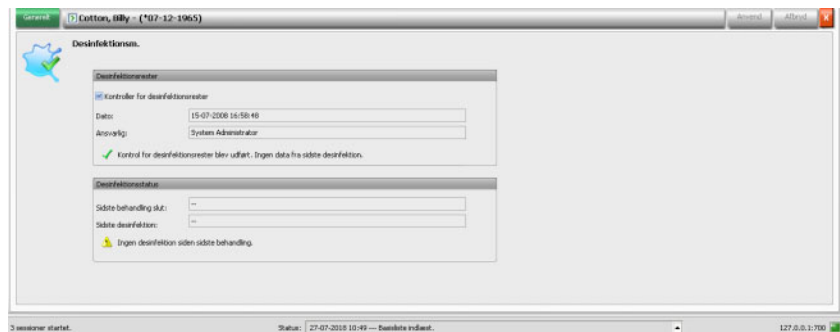 Generelt
Cotton, Billy - (*07-12-1965)
Anvend
Afbryd
Desinfektionsm.
Desinfektionsrester
Kontroller for desinfektionsrester
Dato:
15-07-2008 16:58:48
Ansvarlig:
System Administrator
Kontrol for desinfektionsrester blev udført. Ingen data fra sidste desinfektion.
Desinfektionsstatus
Sidste behandling slut:
--
Sidste desinfektion:
--
Ingen desinfektion siden sidste behandling.
3 sessioner startet.
Status: 27-07-2018 10:49 --- Basisliste indlæst.
127.0.0.1:700